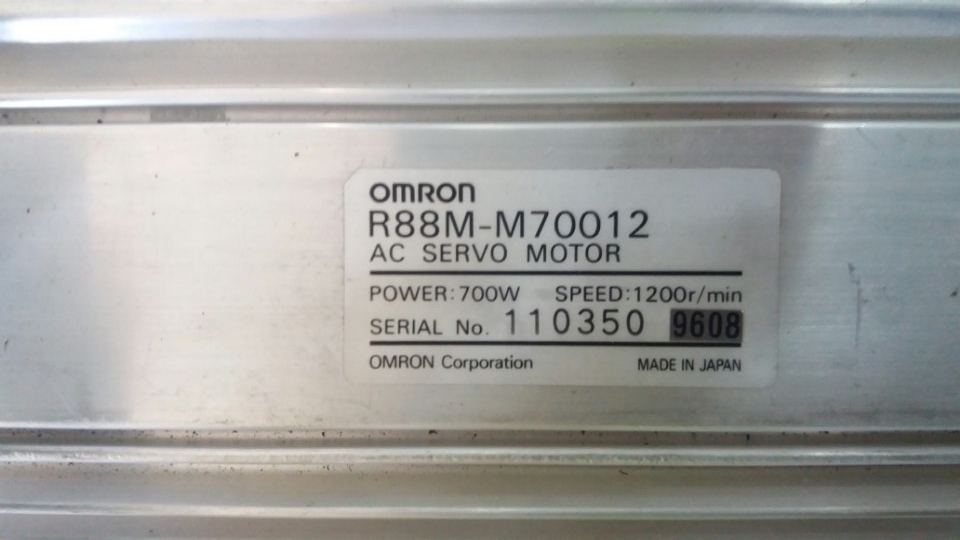 OMRON
R88M-M70012
AC SERVO MOTOR
POWER:700W SPEED:1200r/min
SERIAL No. 110350 9608
OMRON Corporation MADE IN JAPAN